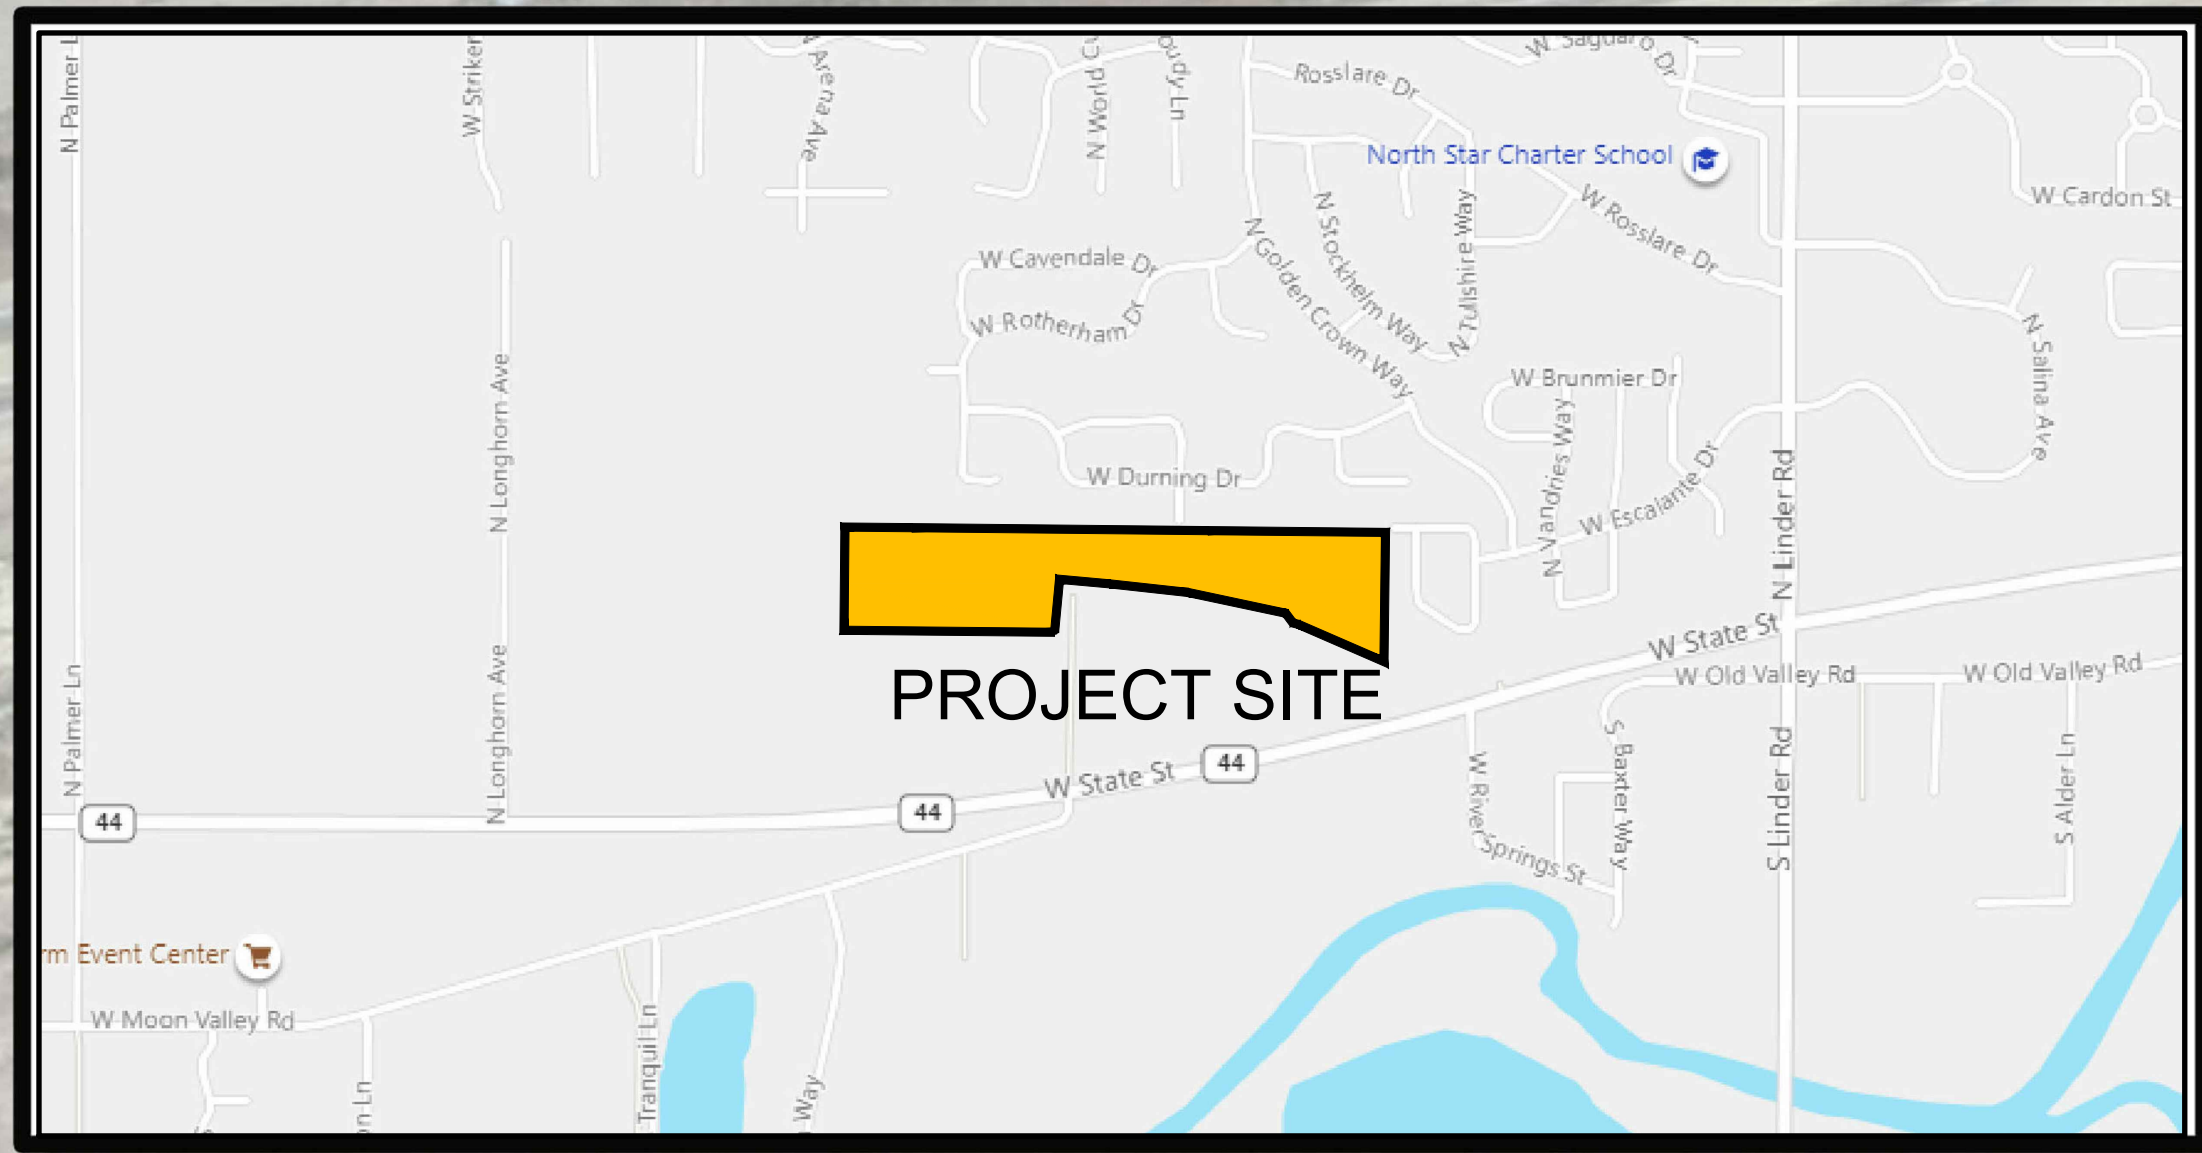 N Palmer L
W Striker
N Arena Ave
N World C
oudy Ln
Rosslare Dr
W Saguaro Dr
North Star Charter School
W Rosslare Dr
W Cardon St
N Stockhelm Way
N Tullshire Way
N Golden Crown Way
W Cavendale Dr
W Rotherham Dr
N Salina Ave
W Brunmier Dr
N Longhorn Ave
N Vandries Way
W Durning Dr
W Escalante Dr
N Linder Rd
PROJECT SITE
W State St
W Old Valley Rd
W Old Valley Rd
N Palmer Ln
N Longhorn Ave
W State St
44
44
44
W River Springs St
S Baxter Way
S Linder Rd
S Alder Ln
rm Event Center
W Moon Valley Rd
on Ln
Tranquil Ln
Way